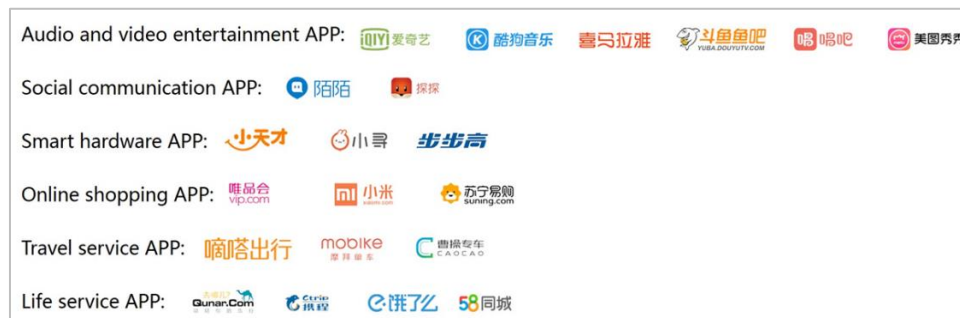 Audio and video entertainment APP: iQIYI 爱奇艺 K 酷狗音乐 喜马拉雅 斗鱼鱼吧 YUBA.DOUYUTV.COM 唱 唱吧 美图秀秀
Social communication APP: 陌陌 探探
Smart hardware APP: 小天才 小寻 步步高
Online shopping APP: 唯品会 vip.com mi 小米 xiaomi.com 苏宁易购 suning.com
Travel service APP: 嘀嗒出行 mobike 摩拜单车 曹操专车 CAOCAO
Life service APP: Qunar.Com Ctrip 携程 饿了么 58同城